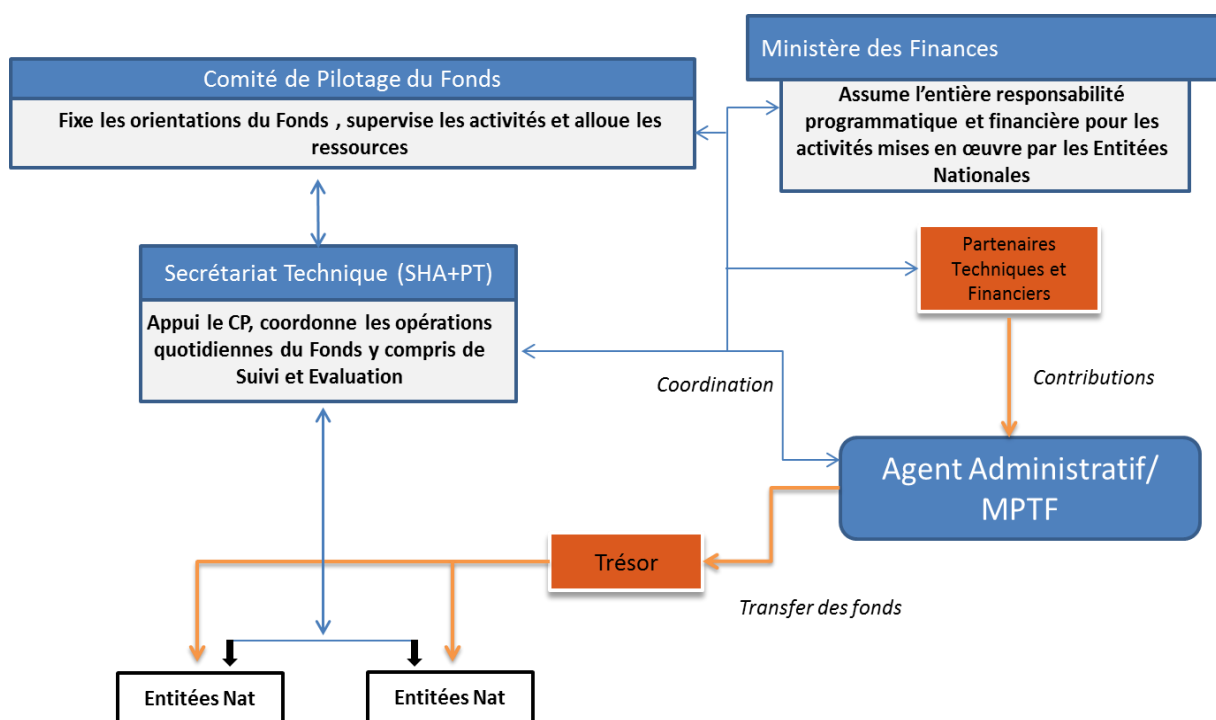 Comité de Pilotage du Fonds
Fixe les orientations du Fonds , supervise les activités et alloue les
ressources
Ministère des Finances
Assume l’entière responsabilité
programmatique et financière pour les
activités mises en œuvre par les Entitées
Nationales
Secrétariat Technique (SHA+PT)
Appui le CP, coordonne les opérations
quotidiennes du Fonds y compris de
Suivi et Evaluation
Partenaires
Techniques et
Financiers
Coordination
Contributions
Agent Administratif/
MPTF
Trésor
Transfer des fonds
Entitées Nat
Entitées Nat